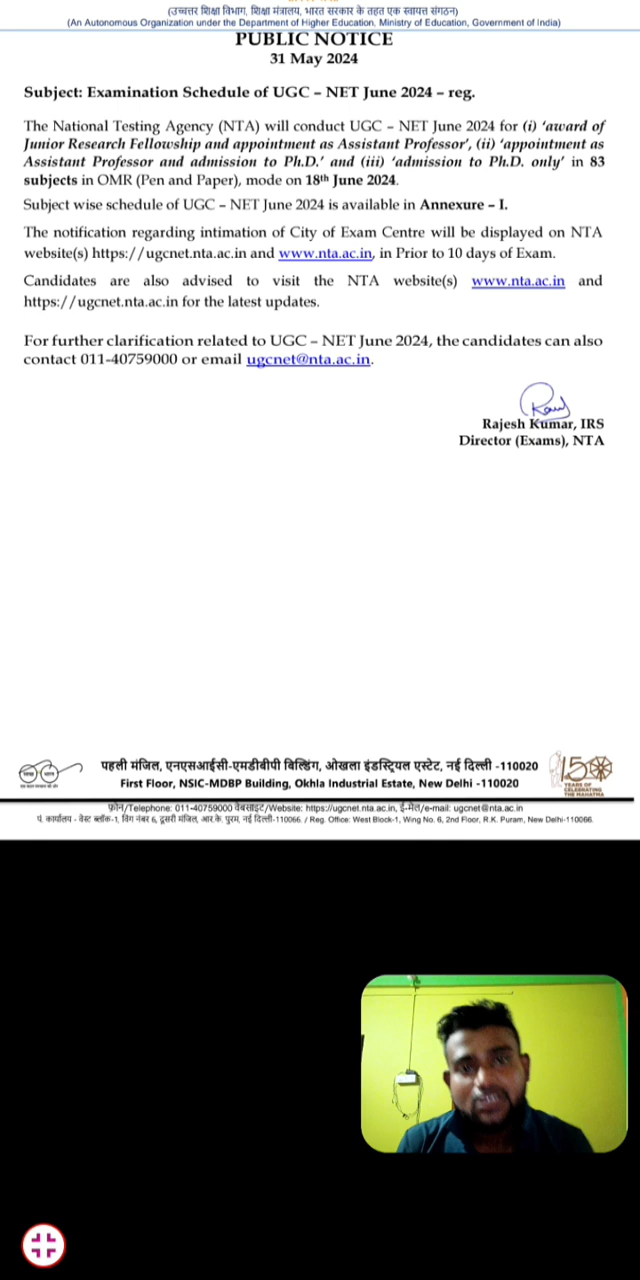 (उच्चतर शिक्षा विभाग, शिक्षा मंत्रालय, भारत सरकार के तहत एक स्वायत्त संगठन)
(An Autonomous Organization under the Department of Higher Education, Ministry of Education, Government of India)
PUBLIC NOTICE
31 May 2024
Subject: Examination Schedule of UGC – NET June 2024 – reg.
The National Testing Agency (NTA) will conduct UGC – NET June 2024 for (i) ‘award of
Junior Research Fellowship and appointment as Assistant Professor’, (ii) ‘appointment as
Assistant Professor and admission to Ph.D.’ and (iii) ‘admission to Ph.D. only’ in 83
subjects in OMR (Pen and Paper), mode on 18th June 2024.
Subject wise schedule of UGC – NET June 2024 is available in Annexure – I.
The notification regarding intimation of City of Exam Centre will be displayed on NTA
website(s) https://ugcnet.nta.ac.in and www.nta.ac.in, in Prior to 10 days of Exam.
Candidates are also advised to visit the NTA website(s) www.nta.ac.in and
https://ugcnet.nta.ac.in for the latest updates.
For further clarification related to UGC – NET June 2024, the candidates can also
contact 011-40759000 or email ugcnet@nta.ac.in.
Rajesh Kumar, IRS
Director (Exams), NTA
पहली मंजिल, एनएसआईसी-एमडीबीपी बिल्डिंग, ओखला इंडस्ट्रियल एस्टेट, नई दिल्ली -110020
First Floor, NSIC-MDBP Building, Okhla Industrial Estate, New Delhi -110020
150
YEARS OF
CELEBRATING
THE MAHATMA
फ़ोन/Telephone: 011-40759000 वेबसाइट/Website: https://ugcnet.nta.ac.in, ई-मेल/e-mail: ugcnet@nta.ac.in
पं. कार्यालय - वेस्ट ब्लॉक-1, विंग नंबर 6, दूसरी मंजिल, आर.के. पुरम, नई दिल्ली-110066. / Reg. Office: West Block-1, Wing No. 6, 2nd Floor, R.K. Puram, New Delhi-110066.